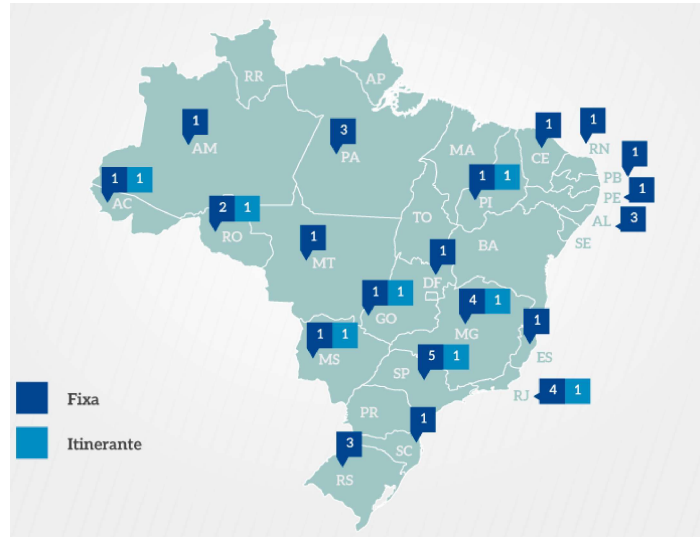 RR
AP
1
AM
3
PA
MA
1
CE
1
RN
1
PB
1
PE
3
AL
SE
1 1
AC
2 1
RO
1 1
PI
TO
BA
1
MT
1
DF
1 1
GO
4 1
MG
1
ES
1 1
MS
5 1
SP
4 1
RJ
PR
1
SC
3
RS
Fixa
Itinerante